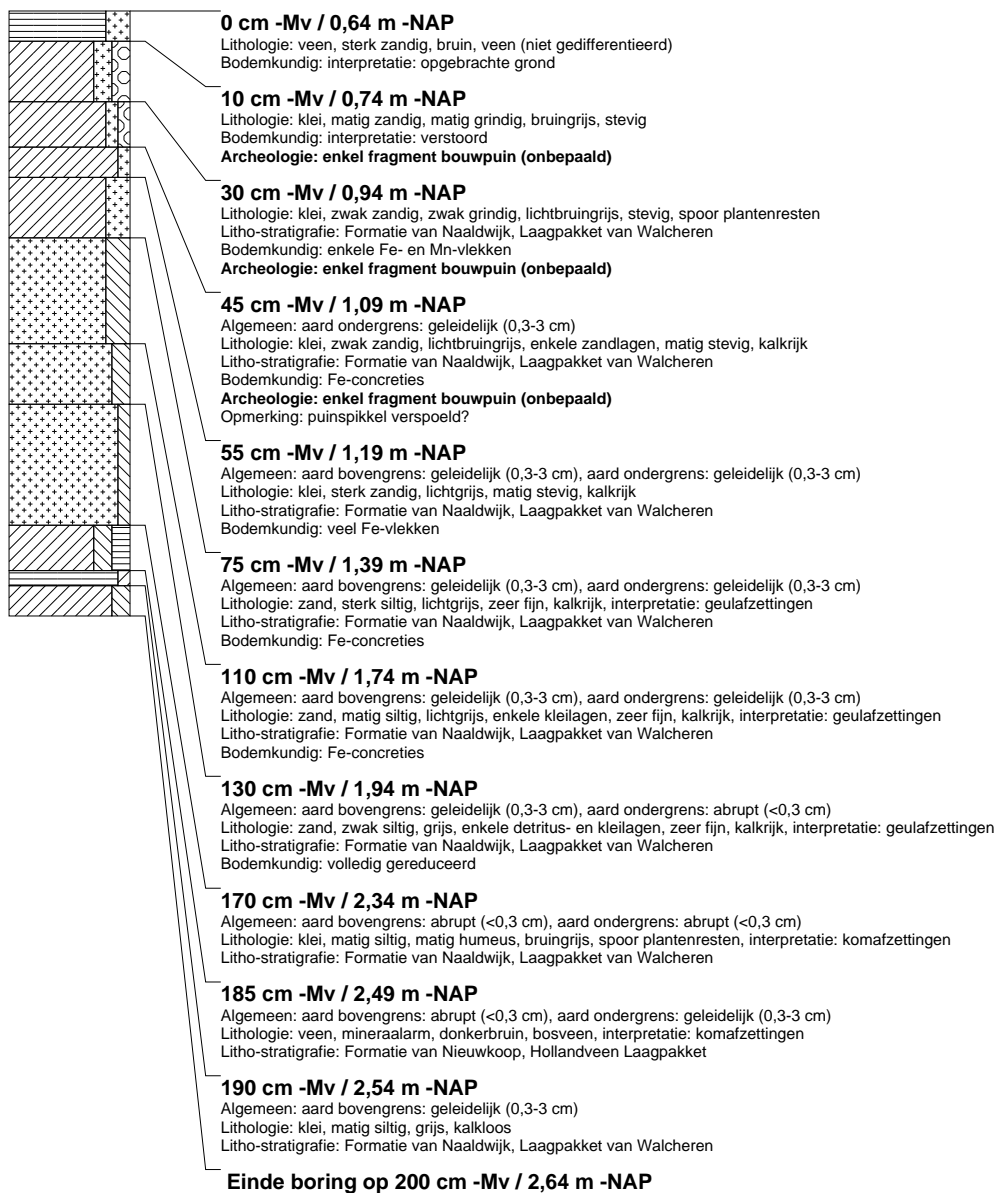 0 cm -Mv / 0,64 m -NAP
Lithologie: veen, sterk zandig, bruin, veen (niet gedifferentieerd)
Bodemkundig: interpretatie: opgebrachte grond
10 cm -Mv / 0,74 m -NAP
Lithologie: klei, matig zandig, matig grindig, bruingrijs, stevig
Bodemkundig: interpretatie: verstoord
Archeologie: enkel fragment bouwpuin (onbepaald)
30 cm -Mv / 0,94 m -NAP
Lithologie: klei, zwak zandig, zwak grindig, lichtbruingrijs, stevig, spoor plantenresten
Litho-stratigrafie: Formatie van Naaldwijk, Laagpakket van Walcheren
Bodemkundig: enkele Fe- en Mn-vlekken
Archeologie: enkel fragment bouwpuin (onbepaald)
45 cm -Mv / 1,09 m -NAP
Algemeen: aard ondergrens: geleidelijk (0,3-3 cm)
Lithologie: klei, zwak zandig, lichtbruingrijs, enkele zandlagen, matig stevig, kalkrijk
Litho-stratigrafie: Formatie van Naaldwijk, Laagpakket van Walcheren
Bodemkundig: Fe-concreties
Archeologie: enkel fragment bouwpuin (onbepaald)
Opmerking: puinspikkel verspoeld?
55 cm -Mv / 1,19 m -NAP
Algemeen: aard bovengrens: geleidelijk (0,3-3 cm), aard ondergrens: geleidelijk (0,3-3 cm)
Lithologie: klei, sterk zandig, lichtgrijs, matig stevig, kalkrijk
Litho-stratigrafie: Formatie van Naaldwijk, Laagpakket van Walcheren
Bodemkundig: veel Fe-vlekken
75 cm -Mv / 1,39 m -NAP
Algemeen: aard bovengrens: geleidelijk (0,3-3 cm), aard ondergrens: geleidelijk (0,3-3 cm)
Lithologie: zand, sterk siltig, lichtgrijs, zeer fijn, kalkrijk, interpretatie: geulafzettingen
Litho-stratigrafie: Formatie van Naaldwijk, Laagpakket van Walcheren
Bodemkundig: Fe-concreties
110 cm -Mv / 1,74 m -NAP
Algemeen: aard bovengrens: geleidelijk (0,3-3 cm), aard ondergrens: geleidelijk (0,3-3 cm)
Lithologie: zand, matig siltig, lichtgrijs, enkele kleilagen, zeer fijn, kalkrijk, interpretatie: geulafzettingen
Litho-stratigrafie: Formatie van Naaldwijk, Laagpakket van Walcheren
Bodemkundig: Fe-concreties
130 cm -Mv / 1,94 m -NAP
Algemeen: aard bovengrens: geleidelijk (0,3-3 cm), aard ondergrens: abrupt (<0,3 cm)
Lithologie: zand, zwak siltig, grijs, enkele detritus- en kleilagen, zeer fijn, kalkrijk, interpretatie: geulafzettingen
Litho-stratigrafie: Formatie van Naaldwijk, Laagpakket van Walcheren
Bodemkundig: volledig gereduceerd
170 cm -Mv / 2,34 m -NAP
Algemeen: aard bovengrens: abrupt (<0,3 cm), aard ondergrens: abrupt (<0,3 cm)
Lithologie: klei, matig siltig, matig humeus, bruingrijs, spoor plantenresten, interpretatie: komafzettingen
Litho-stratigrafie: Formatie van Naaldwijk, Laagpakket van Walcheren
185 cm -Mv / 2,49 m -NAP
Algemeen: aard bovengrens: abrupt (<0,3 cm), aard ondergrens: geleidelijk (0,3-3 cm)
Lithologie: veen, mineraalarm, donkerbruin, bosveen, interpretatie: komafzettingen
Litho-stratigrafie: Formatie van Nieuwkoop, Hollandveen Laagpakket
190 cm -Mv / 2,54 m -NAP
Algemeen: aard bovengrens: geleidelijk (0,3-3 cm)
Lithologie: klei, matig siltig, grijs, kalkloos
Litho-stratigrafie: Formatie van Naaldwijk, Laagpakket van Walcheren
Einde boring op 200 cm -Mv / 2,64 m -NAP